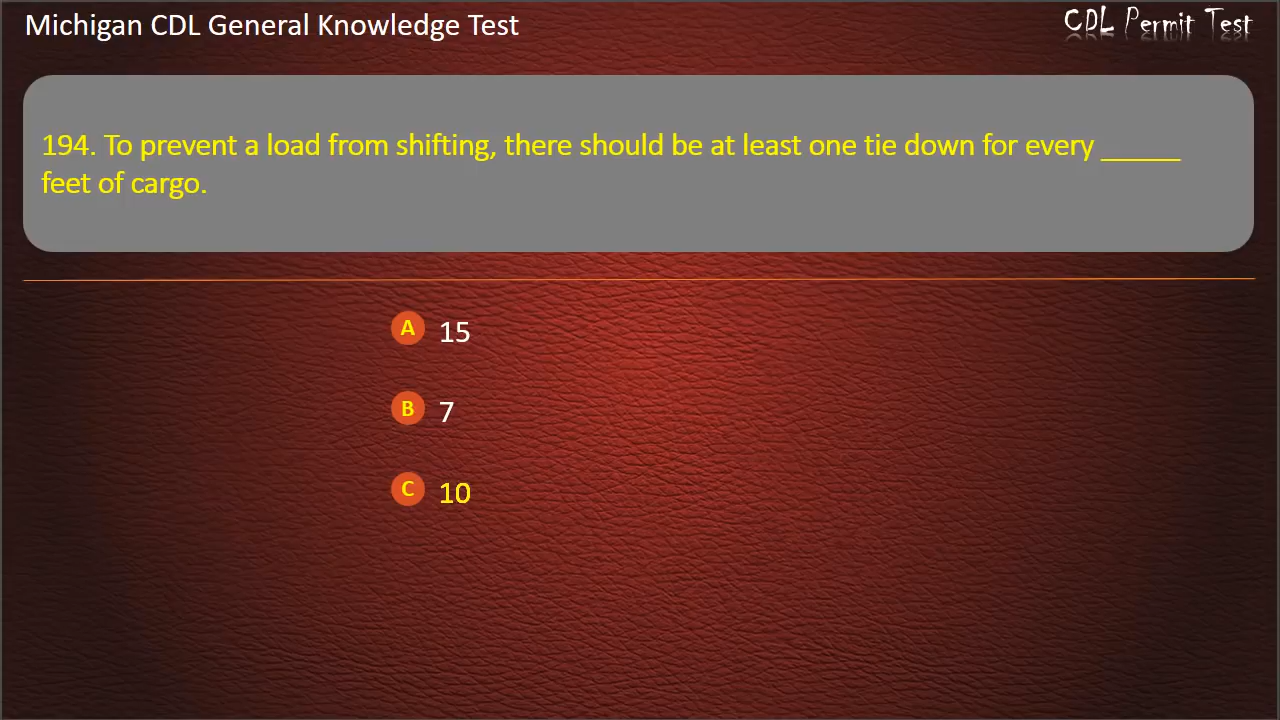 Michigan CDL General Knowledge Test
CDL Permit Test
194. To prevent a load from shifting, there should be at least one tie down for every _____
feet of cargo.
A 15
B 7
C 10